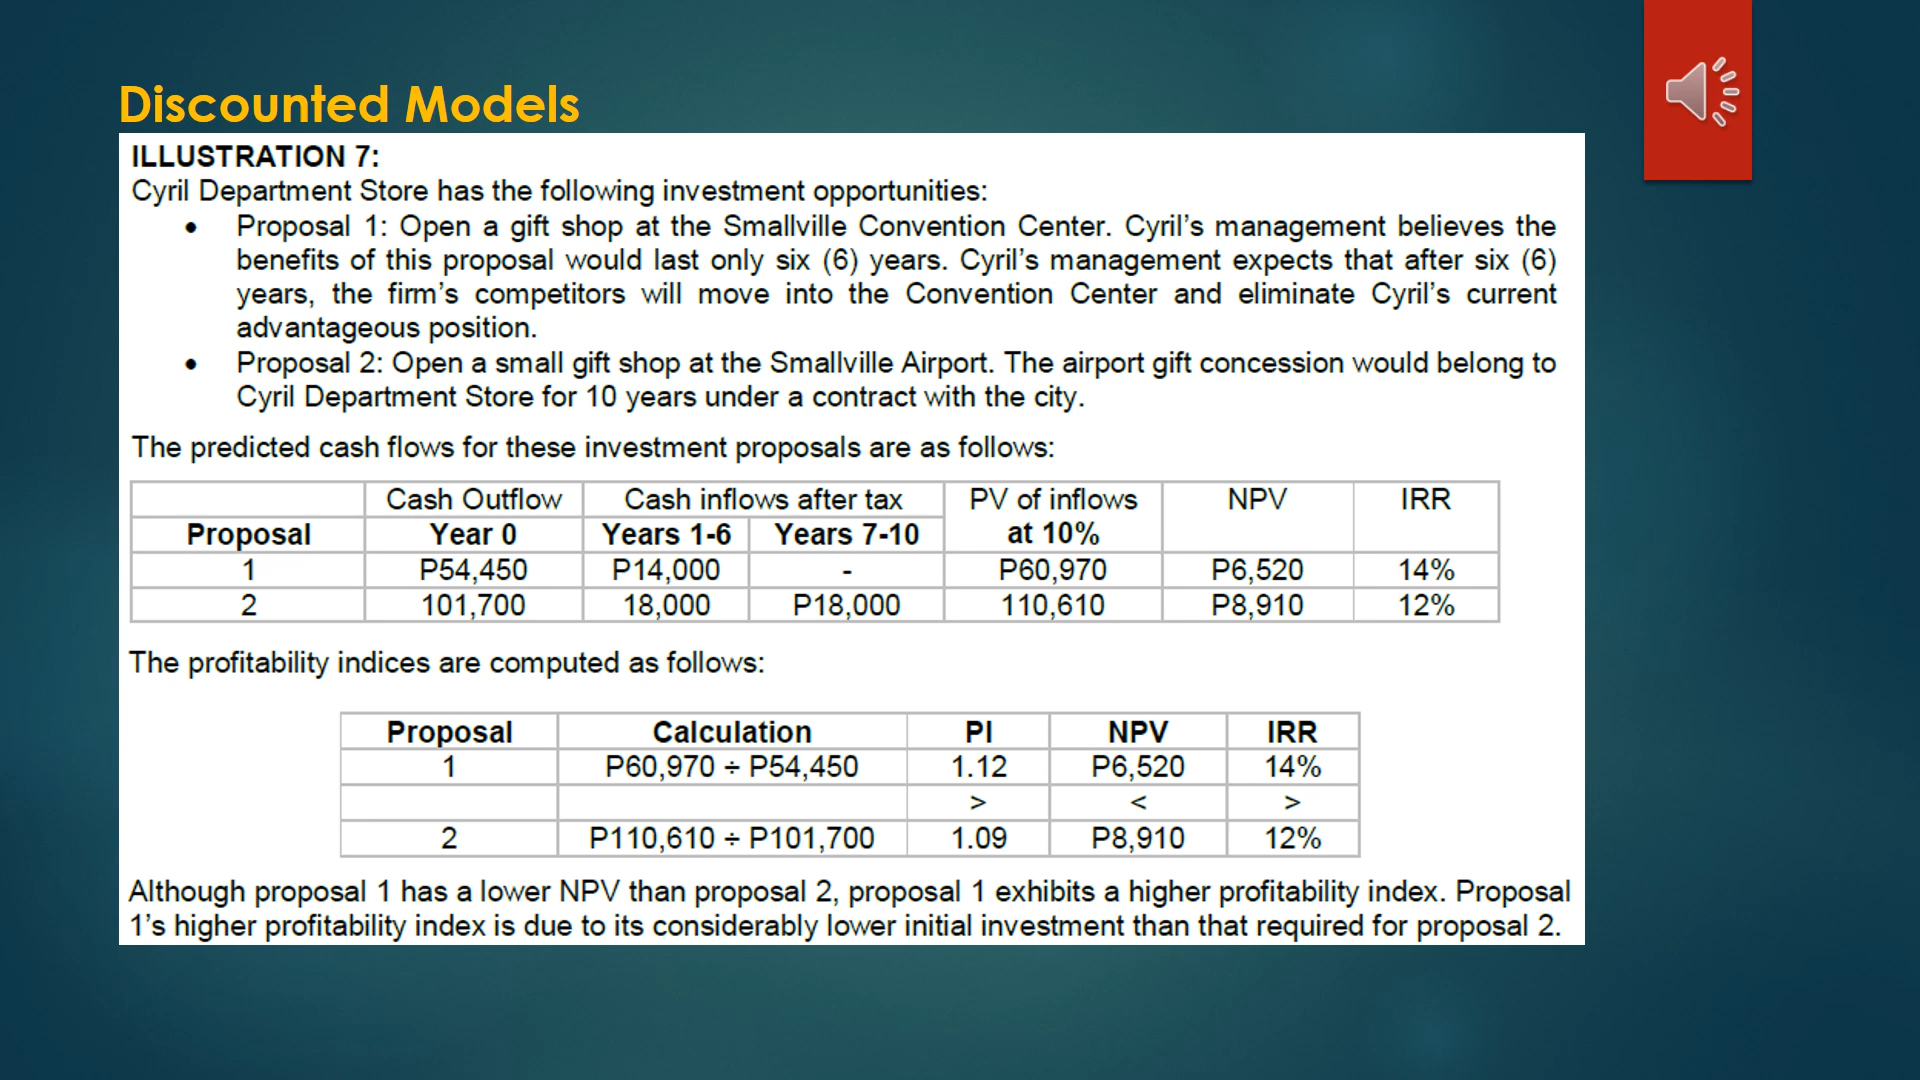 Discounted Models
ILLUSTRATION 7:
Cyril Department Store has the following investment opportunities:
• Proposal 1: Open a gift shop at the Smallville Convention Center. Cyril's management believes the
benefits of this proposal would last only six (6) years. Cyril's management expects that after six (6)
years, the firm's competitors will move into the Convention Center and eliminate Cyril's current
advantageous position.
• Proposal 2: Open a small gift shop at the Smallville Airport. The airport gift concession would belong to
Cyril Department Store for 10 years under a contract with the city.
The predicted cash flows for these investment proposals are as follows:
Cash Outflow Cash inflows after tax PV of inflows NPV IRR
Proposal Year 0 Years 1-6 Years 7-10 at 10%
1 P54,450 P14,000 - P60,970 P6,520 14%
2 101,700 18,000 P18,000 110,610 P8,910 12%
The profitability indices are computed as follows:
Proposal Calculation PI NPV IRR
1 P60,970 ÷ P54,450 1.12 P6,520 14%
> < >
2 P110,610 ÷ P101,700 1.09 P8,910 12%
Although proposal 1 has a lower NPV than proposal 2, proposal 1 exhibits a higher profitability index. Proposal
1's higher profitability index is due to its considerably lower initial investment than that required for proposal 2.